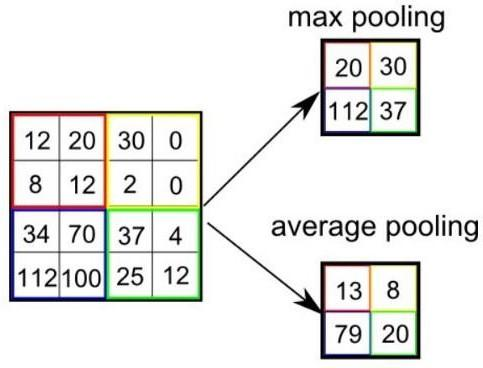 max pooling
20 30
112 37
12 20 30 0
8 12 2 0
34 70 37 4
112 100 25 12
average pooling
13 8
79 20